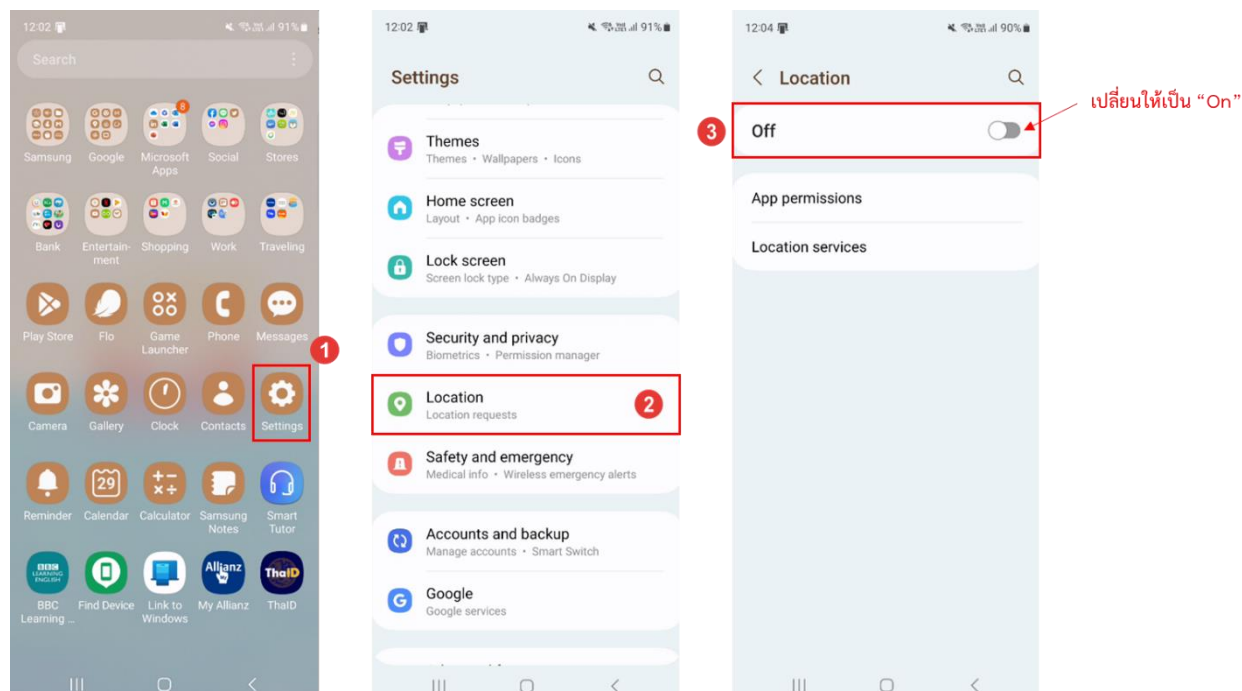 12:02
91%
Search
8
Samsung
Google
Microsoft Apps
Social
Stores
Bank
Entertain-ment
Shopping
Work
Traveling
Play Store
Flo
Game Launcher
Phone
Messages
1
Camera
Gallery
Clock
Contacts
Settings
29
Reminder
Calendar
Calculator
Samsung Notes
Smart Tutor
BBC
LEARNING
ENGLISH
Allianz
ThaID
BBC Learning ...
Find Device
Link to Windows
My Allianz
ThaID
12:02
91%
Settings
Themes
Themes • Wallpapers • Icons
Home screen
Layout • App icon badges
Lock screen
Screen lock type • Always On Display
Security and privacy
Biometrics • Permission manager
Location
Location requests
2
Safety and emergency
Medical info • Wireless emergency alerts
Accounts and backup
Manage accounts • Smart Switch
Google
Google services
12:04
90%
Location
3
Off
เปลี่ยนให้เป็น “On”
App permissions
Location services